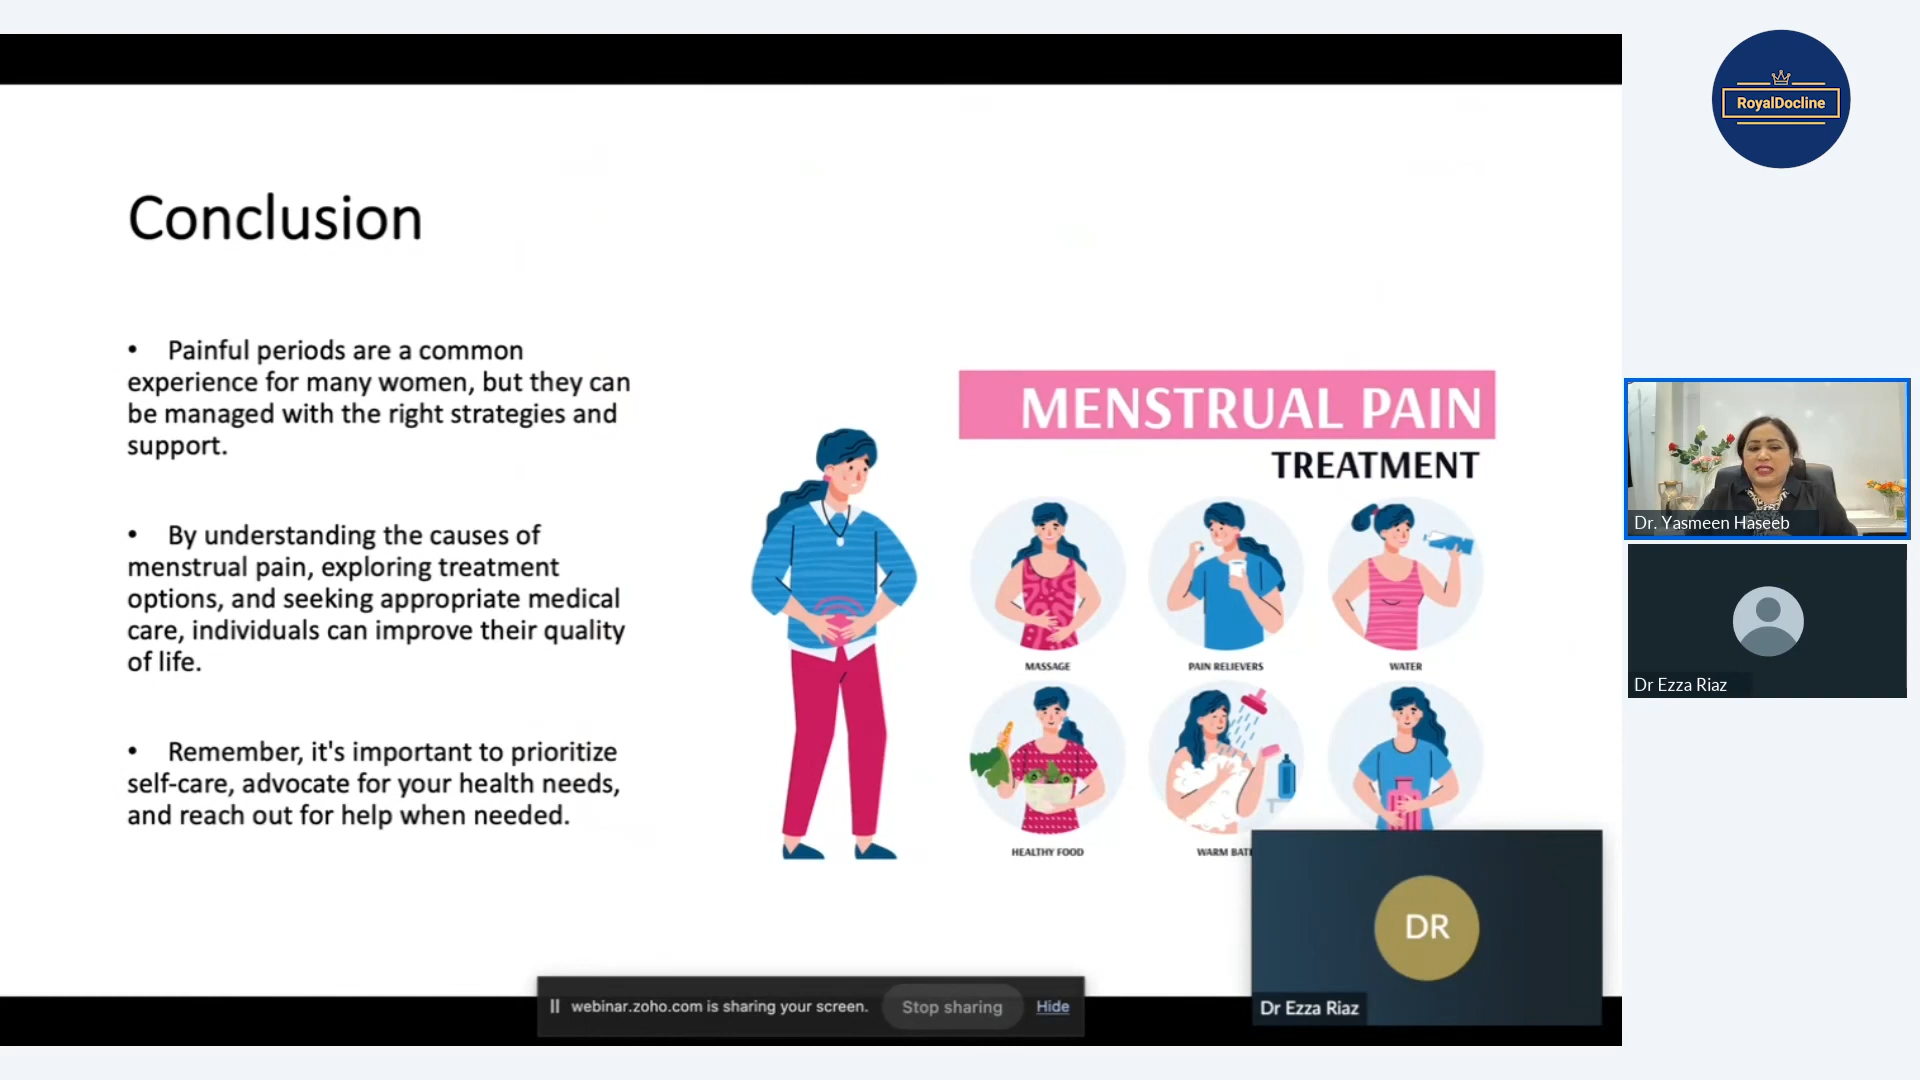 RoyalDocline
Conclusion
• Painful periods are a common
experience for many women, but they can
be managed with the right strategies and
support.
• By understanding the causes of
menstrual pain, exploring treatment
options, and seeking appropriate medical
care, individuals can improve their quality
of life.
• Remember, it's important to prioritize
self-care, advocate for your health needs,
and reach out for help when needed.
MENSTRUAL PAIN
TREATMENT
MASSAGE
PAIN RELIEVERS
WATER
HEALTHY FOOD
WARM
DR
Dr Ezza Riaz
webinar.zoho.com is sharing your screen.
Stop sharing
Hide
Dr. Yasmeen Haseeb
Dr Ezza Riaz